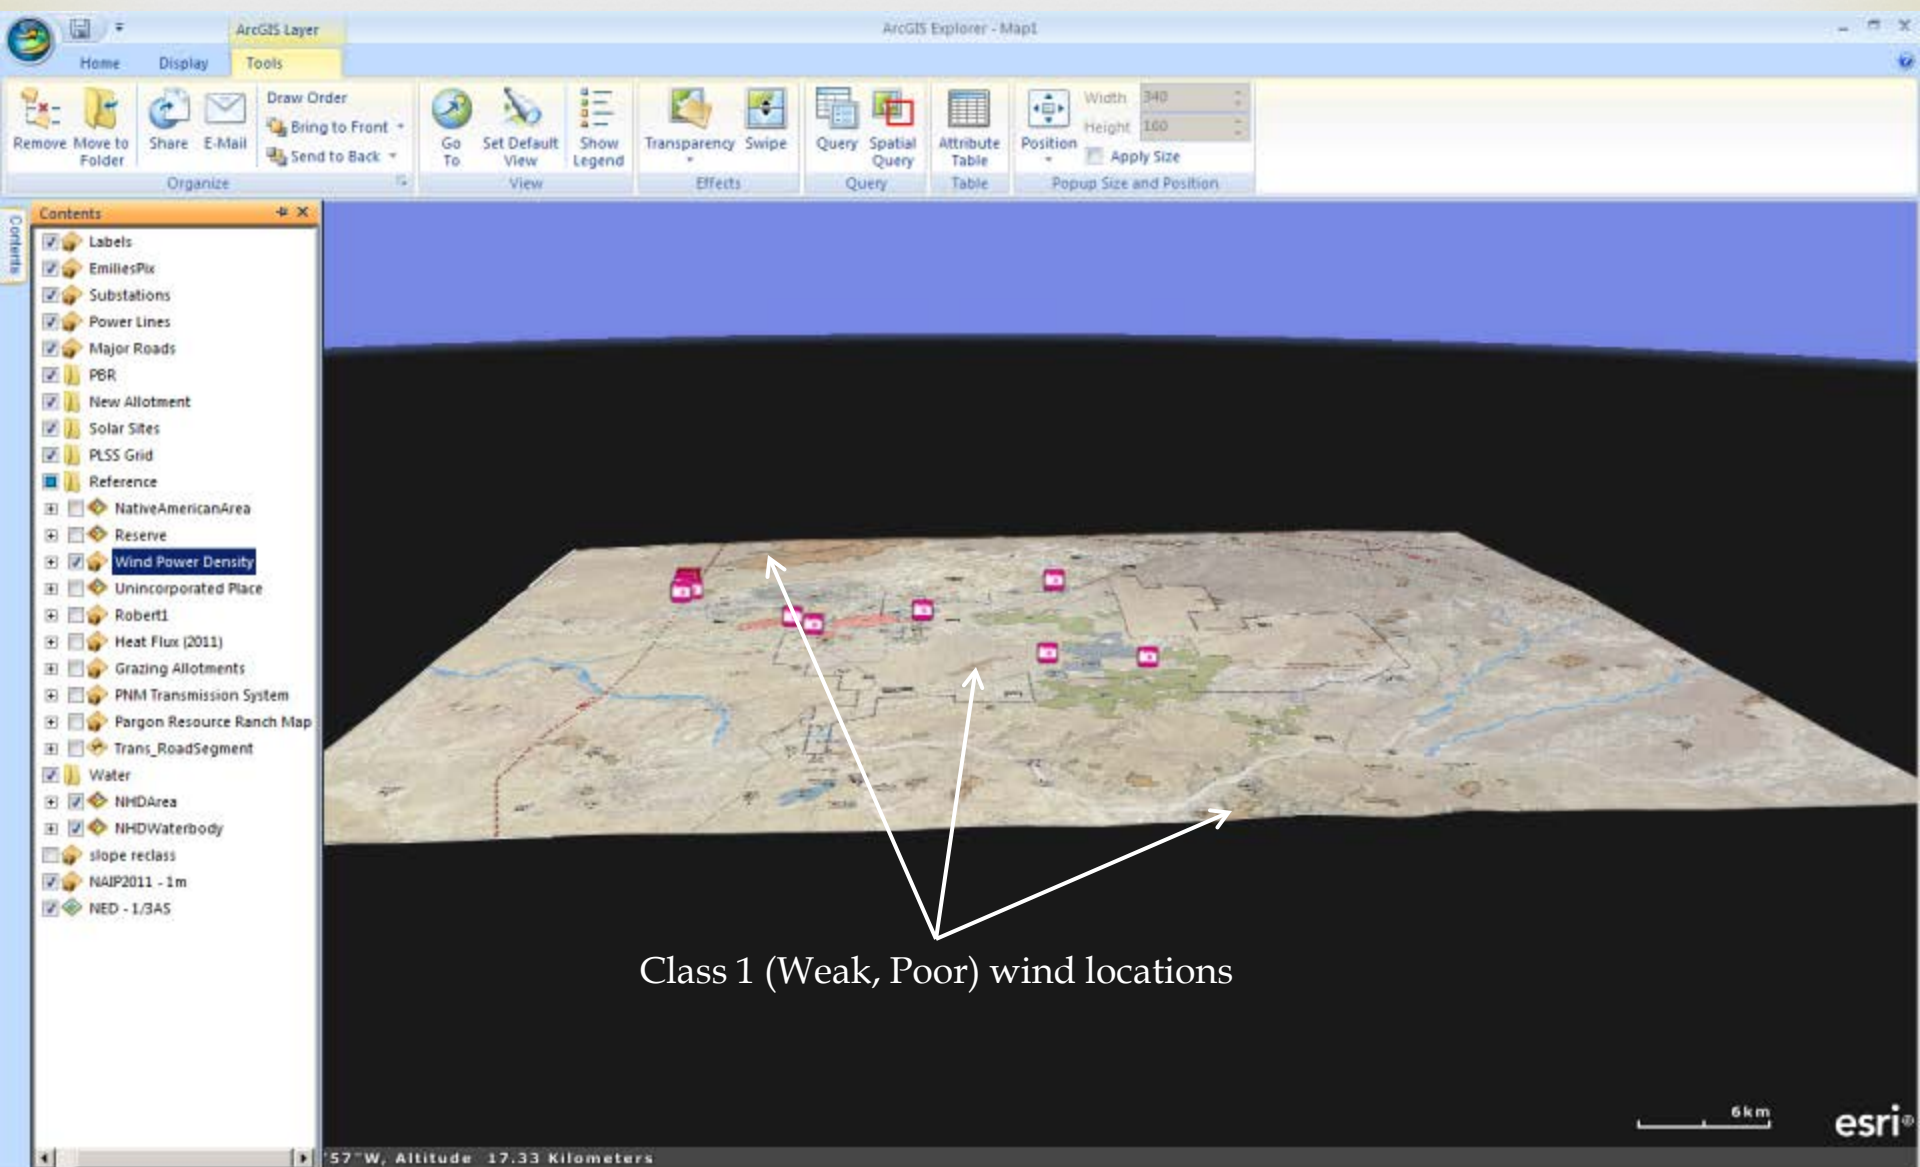 ArcGIS Layer
ArcGIS Explorer - Map1
Home Display Tools
Remove
Move to Folder
Share
E-Mail
Draw Order
Bring to Front
Send to Back
Organize
Go To
Set Default View
Show Legend
View
Transparency
Swipe
Effects
Query
Spatial Query
Query
Attribute Table
Table
Position
Width 340
Height 160
Apply Size
Popup Size and Position
Contents
Contents
Labels
EmiliesPix
Substations
Power Lines
Major Roads
PBR
New Allotment
Solar Sites
PLSS Grid
Reference
NativeAmericanArea
Reserve
Wind Power Density
Unincorporated Place
Robert1
Heat Flux (2011)
Grazing Allotments
PNM Transmission System
Pargon Resource Ranch Map
Trans_RoadSegment
Water
NHDArea
NHDWaterbody
slope reclass
NAIP2011 - 1m
NED - 1/3AS
Class 1 (Weak, Poor) wind locations
6km
esri®
'57"W, Altitude 17.33 Kilometers